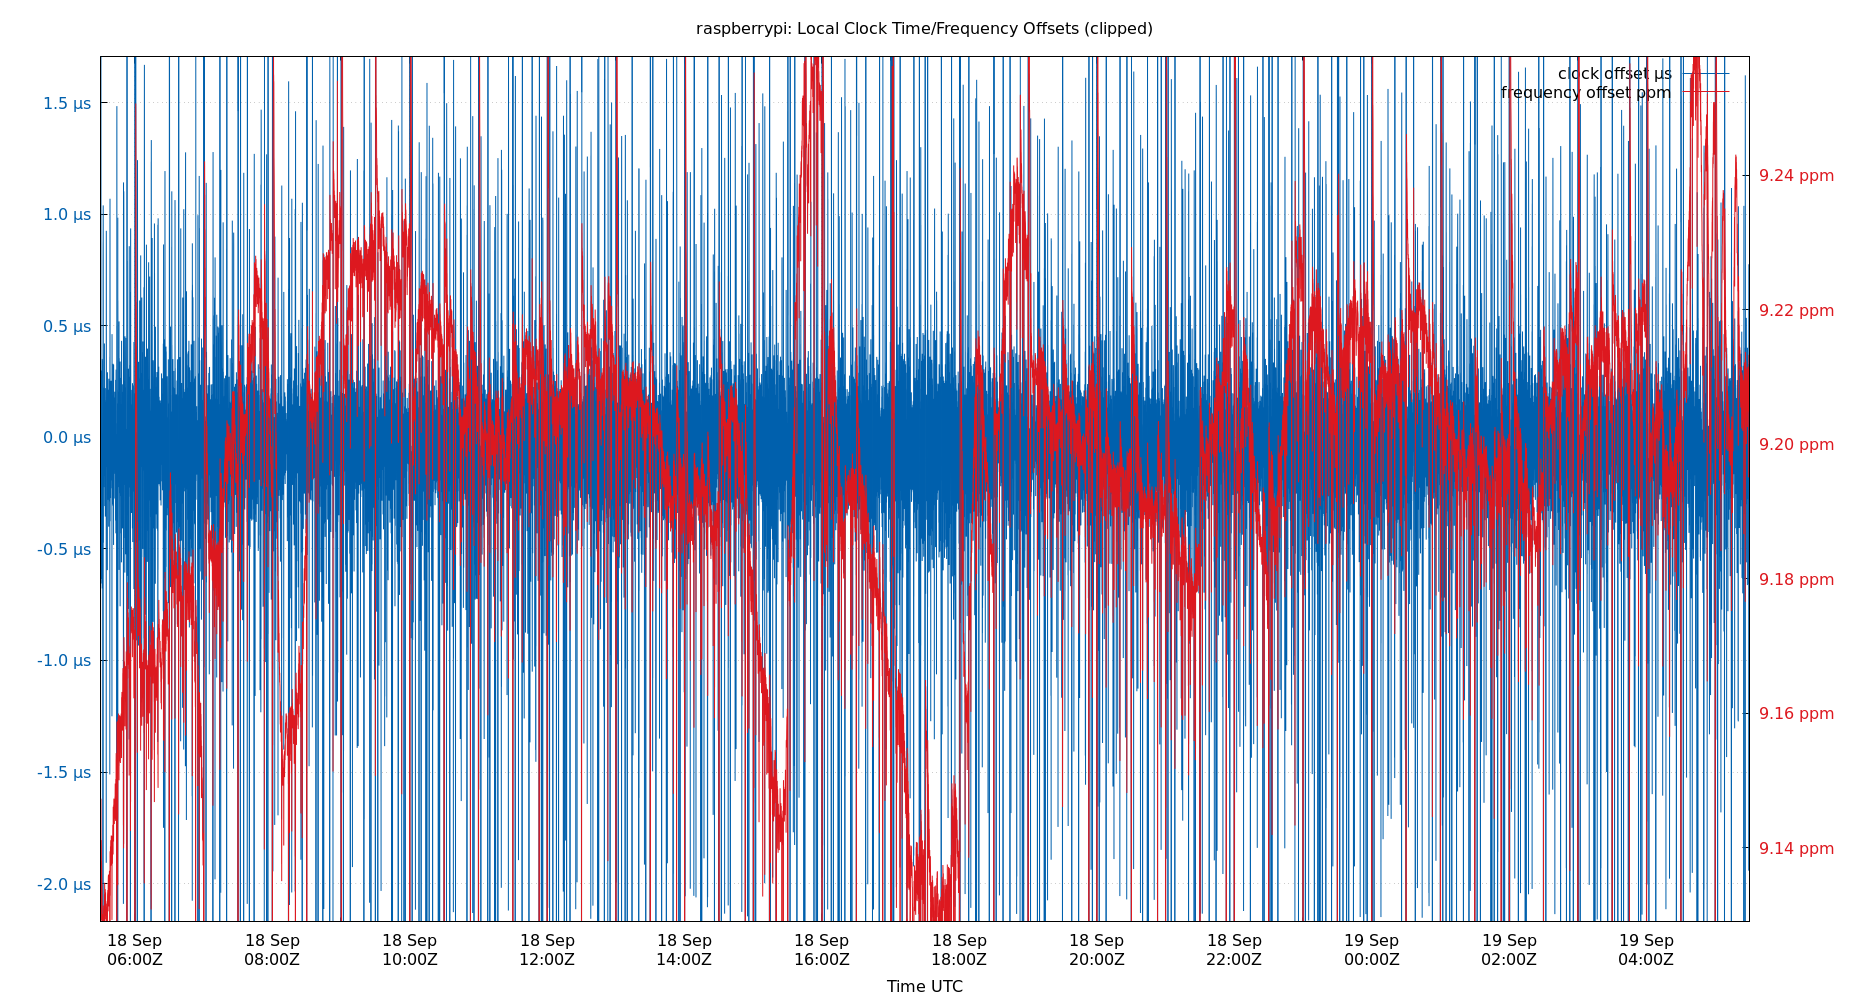 raspberrypi: Local Clock Time/Frequency Offsets (clipped)
clock offset µs
frequency offset ppm
1.5 µs
1.0 µs
0.5 µs
0.0 µs
-0.5 µs
-1.0 µs
-1.5 µs
-2.0 µs
9.24 ppm
9.22 ppm
9.20 ppm
9.18 ppm
9.16 ppm
9.14 ppm
18 Sep 18 Sep 18 Sep 18 Sep 18 Sep 18 Sep 18 Sep 18 Sep 18 Sep 19 Sep 19 Sep 19 Sep
06:00Z 08:00Z 10:00Z 12:00Z 14:00Z 16:00Z 18:00Z 20:00Z 22:00Z 00:00Z 02:00Z 04:00Z
Time UTC